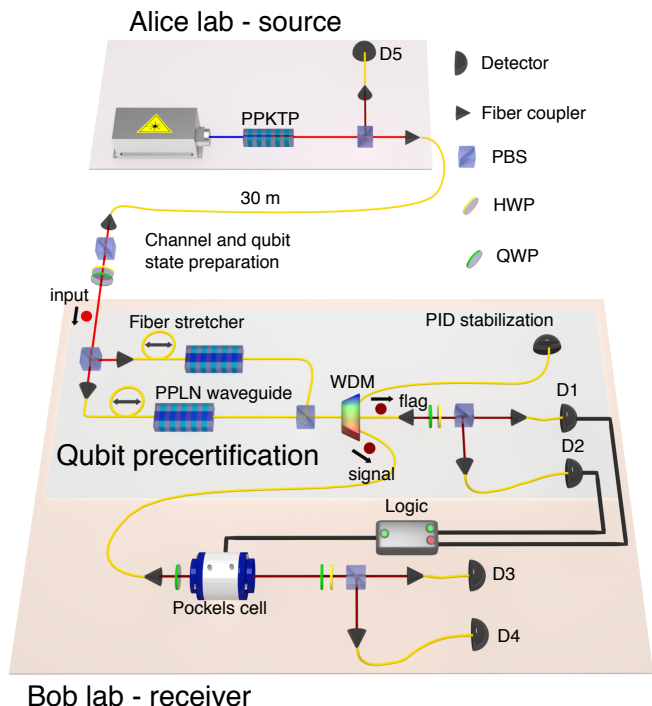 Alice lab - source
D5
Detector
PPKTP
Fiber coupler
PBS
30 m
HWP
Channel and qubit
state preparation
QWP
input
Fiber stretcher
PID stabilization
PPLN waveguide
WDM
flag
D1
Qubit precertification
signal
D2
Logic
D3
Pockels cell
D4
Bob lab - receiver